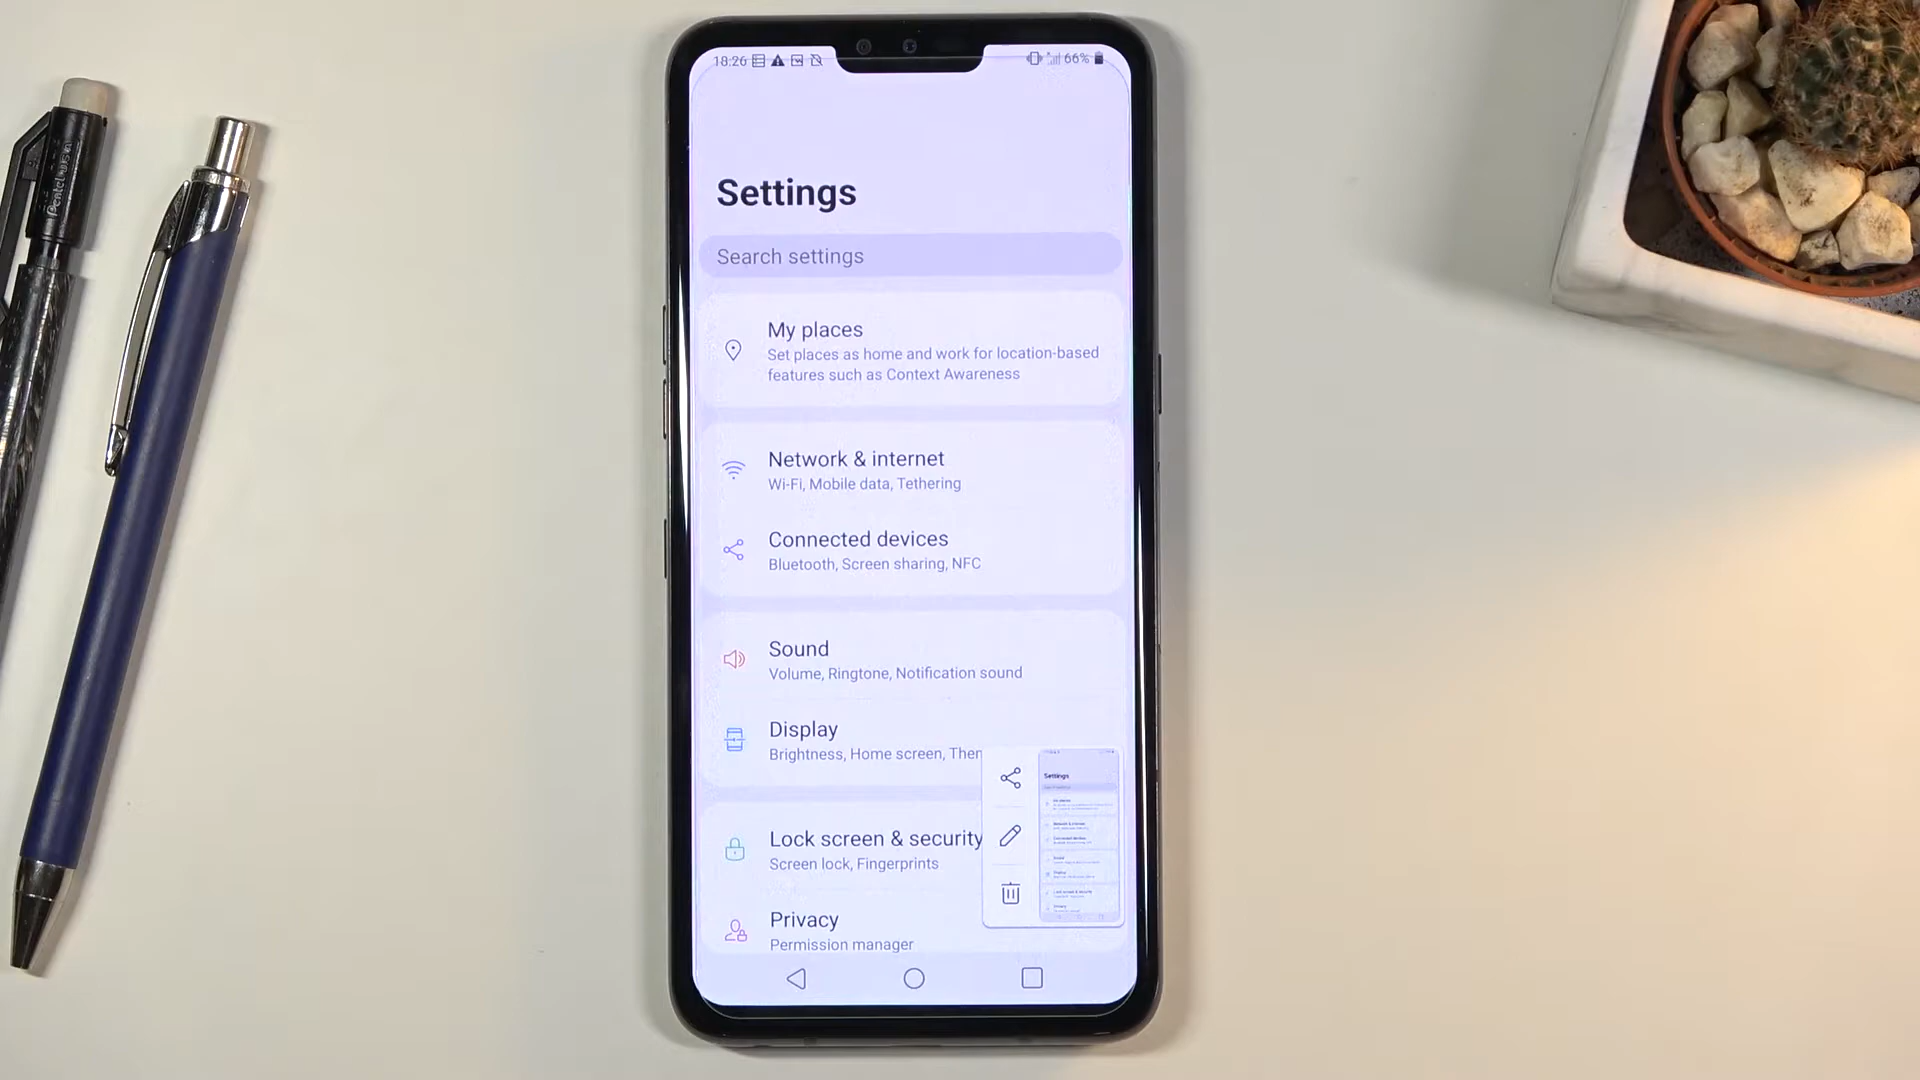 18:26
66%
Settings
Search settings
My places
Set places as home and work for location-based
features such as Context Awareness
Network & internet
Wi-Fi, Mobile data, Tethering
Connected devices
Bluetooth, Screen sharing, NFC
Sound
Volume, Ringtone, Notification sound
Display
Brightness, Home screen, Then
Lock screen & security
Screen lock, Fingerprints
Privacy
Permission manager
Settings
Pentel